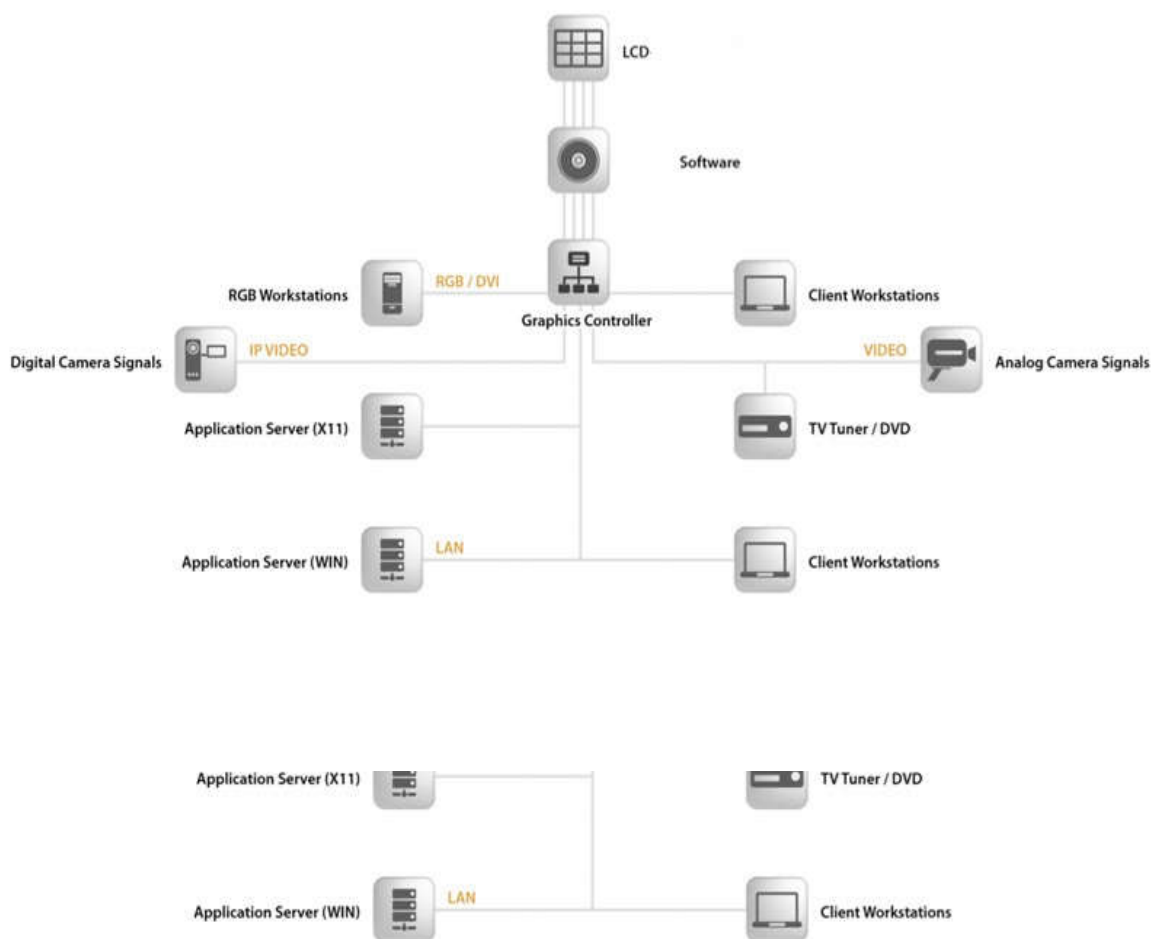 LCD
Software
RGB Workstations
RGB / DVI
Graphics Controller
Client Workstations
Digital Camera Signals
IP VIDEO
VIDEO
Analog Camera Signals
Application Server (X11)
TV Tuner / DVD
Application Server (WIN)
LAN
Client Workstations
Application Server (X11)
TV Tuner / DVD
Application Server (WIN)
LAN
Client Workstations